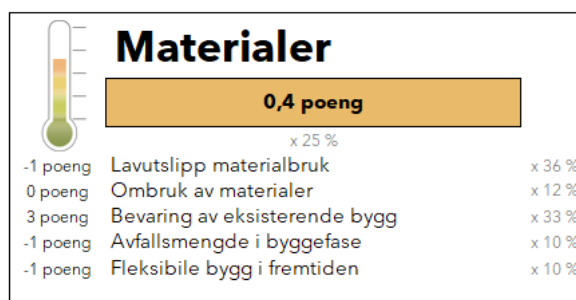 Materialer
0,4 poeng
x 25 %
-1 poeng Lavutslipp materialbruk x 36 %
0 poeng Ombruk av materialer x 12 %
3 poeng Bevaring av eksisterende bygg x 33 %
-1 poeng Avfallsmengde i byggefase x 10 %
-1 poeng Fleksibile bygg i fremtiden x 10 %